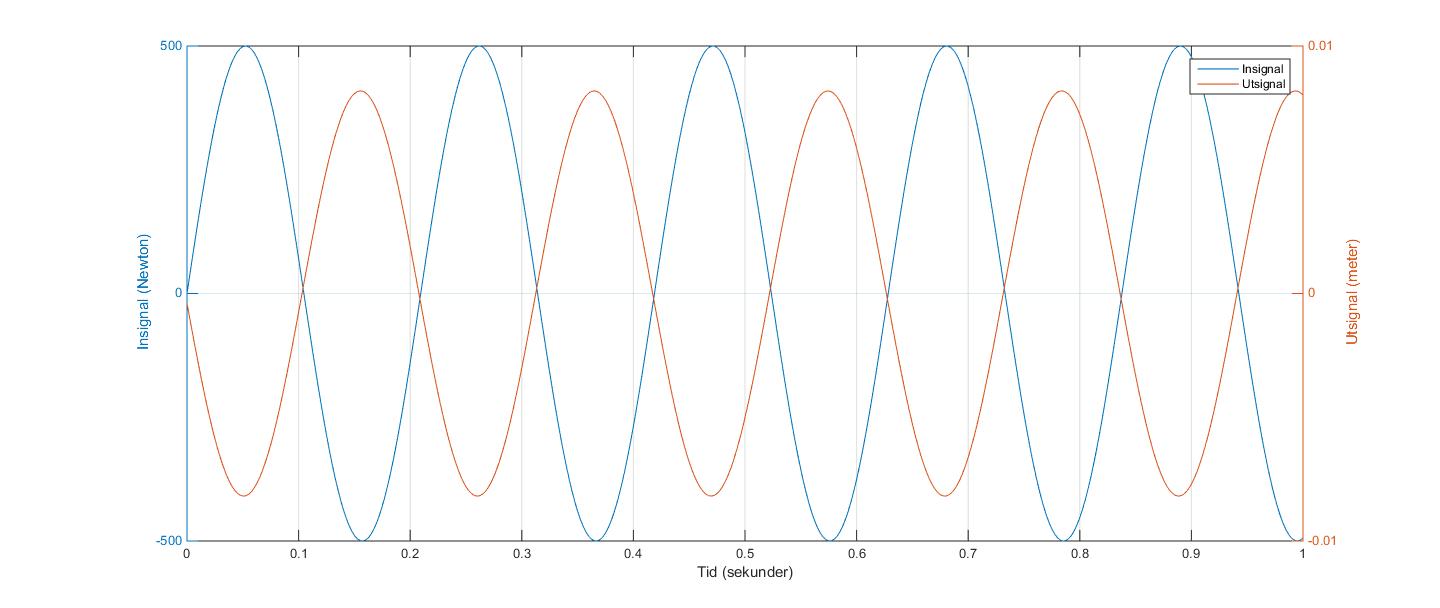 500
0.01
Insignal
Utsignal
Insignal (Newton)
0
0
Utsignal (meter)
-500
-0.01
0 0.1 0.2 0.3 0.4 0.5 0.6 0.7 0.8 0.9 1
Tid (sekunder)